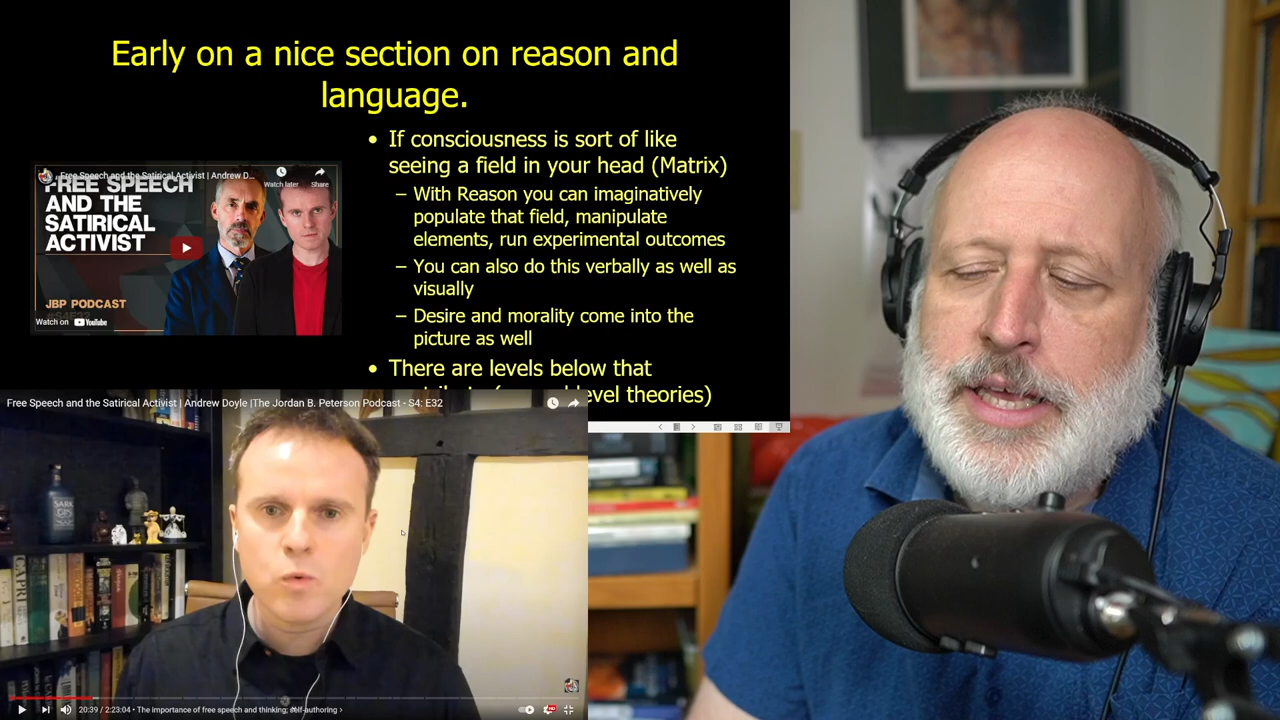 Early on a nice section on reason and
language.
• If consciousness is sort of like
seeing a field in your head (Matrix)
– With Reason you can imaginatively
populate that field, manipulate
elements, run experimental outcomes
– You can also do this verbally as well as
visually
– Desire and morality come into the
picture as well
• There are levels below that
level theories)
Free Speech and the Satirical Activist | Andrew D...
Watch later
Share
FREE SPEECH
AND THE
SATIRICAL
ACTIVIST
JBP PODCAST
#S4E32
Watch on YouTube
Free Speech and the Satirical Activist | Andrew Doyle |The Jordan B. Peterson Podcast - S4: E32
SARK
CAPRI
20:39 / 2:23:04 • The importance of free speech and thinking; self-authoring ›